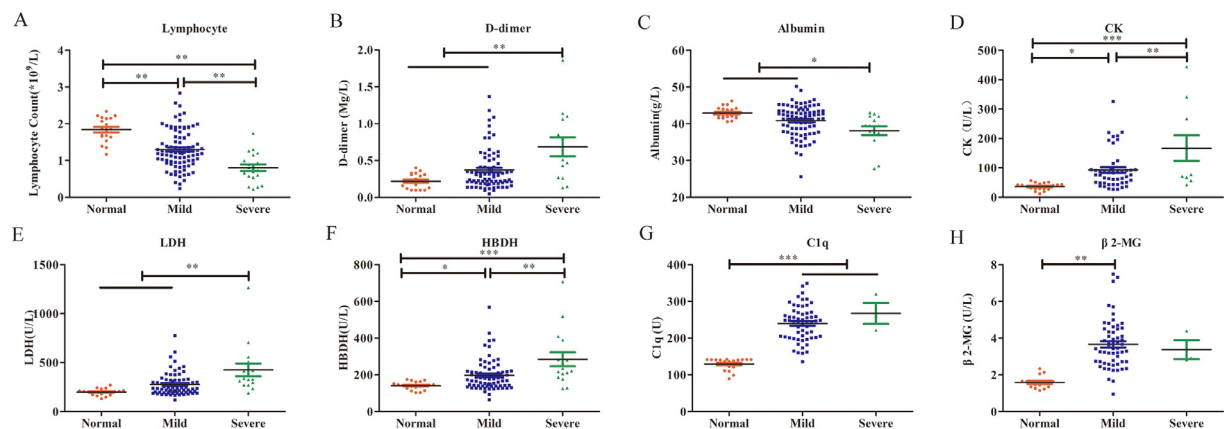 A
Lymphocyte
Lymphocyte Count(*10⁹/L)
4
3
2
1
0
**
**
**
Normal Mild Severe
B
D-dimer
D-dimer (Mg/L)
2.0
1.5
1.0
0.5
0.0
**
Normal Mild Severe
C
Albumin
Albumin(g/L)
60
50
40
30
20
*
Normal Mild Severe
D
CK
CK (U/L)
500
400
300
200
100
0
***
*
**
Normal Mild Severe
E
LDH
LDH(U/L)
1500
1000
500
0
**
Normal Mild Severe
F
HBDH
HBDH(U/L)
800
600
400
200
0
***
*
**
Normal Mild Severe
G
C1q
C1q (U)
400
300
200
100
0
***
Normal Mild Severe
H
β 2-MG
β 2-MG (U/L)
8
6
4
2
0
**
Normal Mild Severe